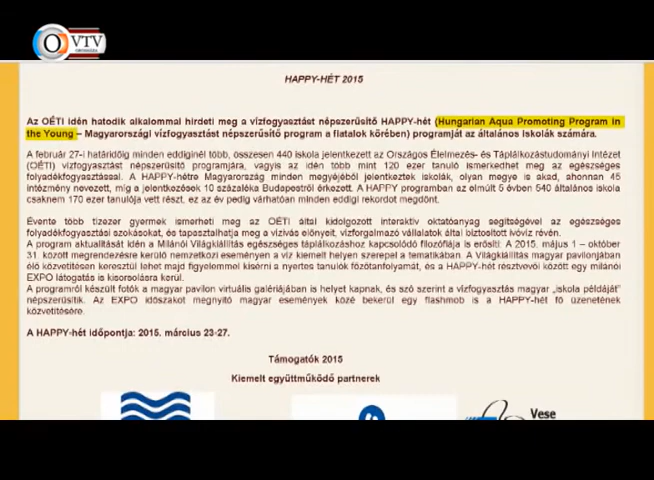 VTV
HAPPY-HÉT 2015
Az OÉTI idén hatodik alkalommal hirdeti meg a vízfogyasztást népszerűsítő HAPPY-hét (Hungarian Aqua Promoting Program in
the Young – Magyarországi vízfogyasztást népszerűsítő program a fiatalok körében) programját az általános iskolák számára.
A február 27-i határidőig minden eddiginél több, összesen 440 iskola jelentkezett az Országos Élelmezés- és Táplálkozástudományi Intézet
(OÉTI) vízfogyasztást népszerűsítő programjára, vagyis az idén több mint 120 ezer tanuló ismerkedhet meg az egészséges
folyadékfogyasztással. A HAPPY-hétre Magyarország minden megyéjéből jelentkeztek iskolák, olyan megye is akad, ahonnan 45
intézmény nevezett, míg a jelentkezések 10 százaléka Budapestről érkezett. A HAPPY programban az elmúlt 5 évben 540 általános iskola
csaknem 170 ezer tanulója vett részt, ez az év pedig várhatóan minden eddigi rekordot megdönt.
Évente több tízezer gyermek ismerheti meg az OÉTI által kidolgozott interaktív oktatóanyag segítségével az egészséges
folyadékfogyasztási szokásokat, és tapasztalhatja meg a vízivás előnyeit, vízforgalmazó vállalatok által biztosított ivóvíz révén.
A program aktualitását idén a Milánói Világkiállítás egészséges táplálkozáshoz kapcsolódó filozófiája is erősíti: A 2015. május 1 – október
31. között megrendezésre kerülő nemzetközi eseményen a víz kiemelt helyen szerepel a tematikában. A Világkiállítás magyar pavilonjában
élő közvetítésen keresztül lehet majd figyelemmel kísérni a nyertes tanulók főzőtanfolyamát, és a HAPPY-hét résztvevői között egy milánói
EXPO látogatás is kisorsolásra kerül.
A programról készült fotók a magyar pavilon virtuális galériájában is helyet kapnak, és szó szerint a vízfogyasztás magyar „iskola példáját"
népszerűsítik. Az EXPO időszakot megnyitó magyar események közé bekerül egy flashmob is a HAPPY-hét fő üzenetének
közvetítésére.
A HAPPY-hét időpontja: 2015. március 23-27.
Támogatók 2015
Kiemelt együttműködő partnerek
Vese